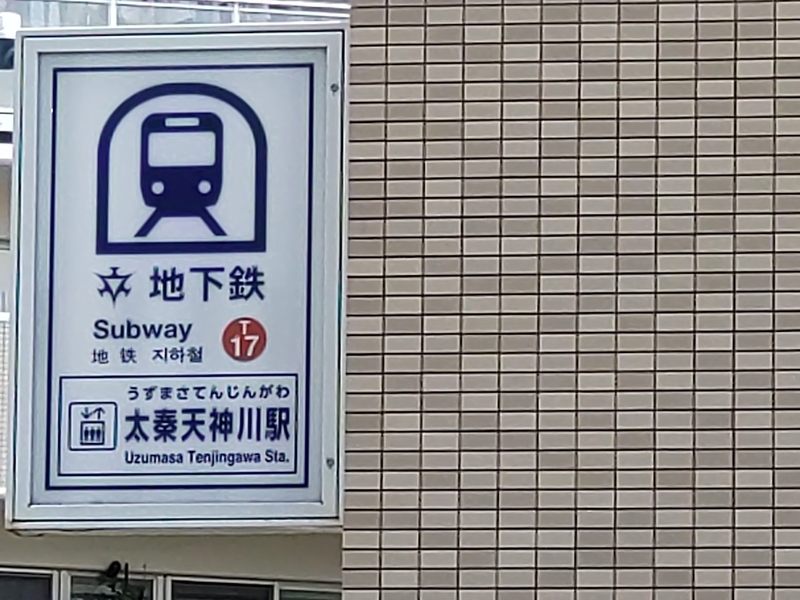 地下鉄
Subway
地铁 지하철
T
17
うずまさてんじんがわ
太秦天神川駅
Uzumasa Tenjingawa Sta.